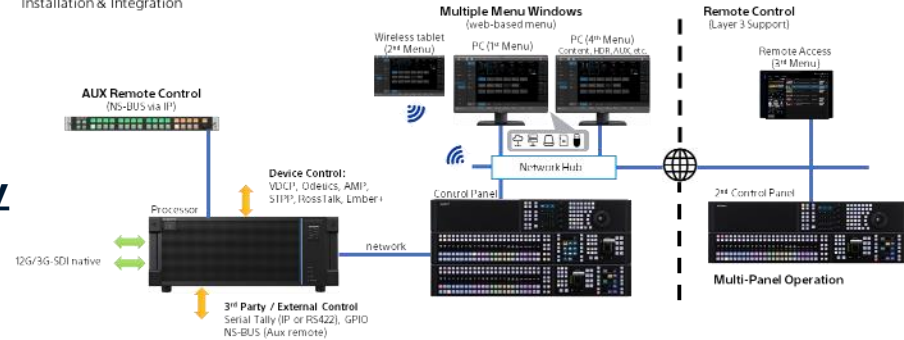 Installation & Integration
Multiple Menu Windows
(web-based menu)
Remote Control
(Layer 3 Support)
Wireless tablet
(2nd Menu)
PC (1st Menu)
PC (4th Menu)
Content, HDR, AUX, etc.
Remote Access
(3rd Menu)
AUX Remote Control
(NS-BUS via IP)
Network Hub
Device Control:
VDCP, Odetics, AMP,
STPP, RossTalk, Ember+
Control Panel
2nd Control Panel
Processor
12G/3G-SDI native
network
Multi-Panel Operation
3rd Party / External Control
Serial Tally (IP or RS422), GPIO
NS-BUS (Aux remote)